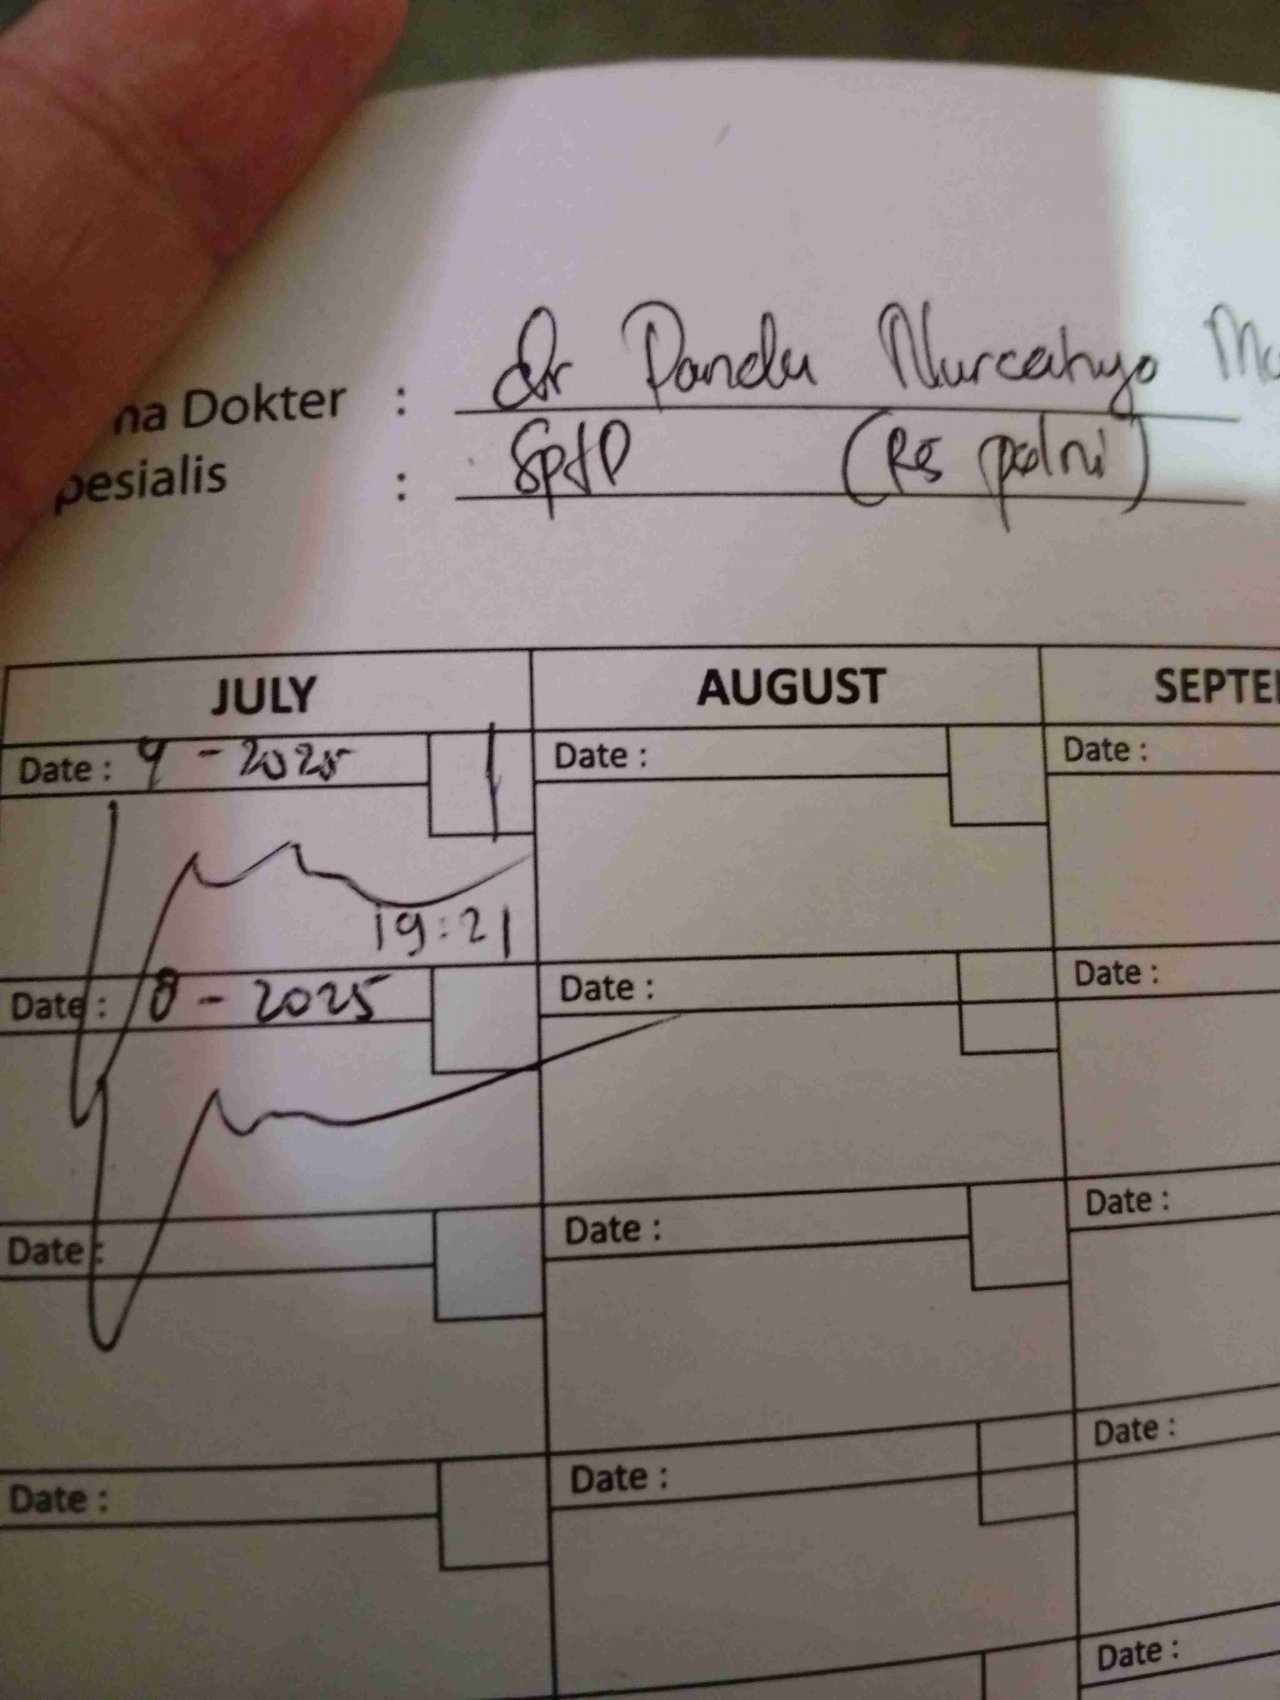 na Dokter : dr Pandu Nurcahyo
pesialis : SpJP (RS polri)
JULY AUGUST SEPTE
Date : 9 - 2025 Date : Date :
19:21
Date : 8 - 2025 Date : Date :
Date : Date : Date :
Date : Date : Date :
Date :